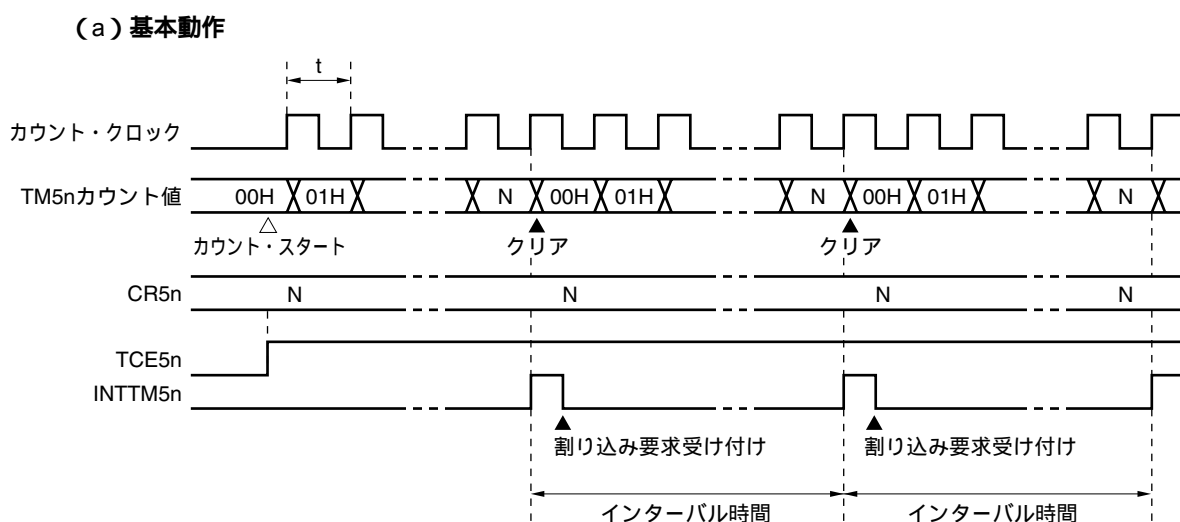 （a）基本動作
t
カウント・クロック
TM5nカウント値 00H 01H N 00H 01H N 00H 01H N
カウント・スタート クリア クリア
CR5n N N N N
TCE5n
INTTM5n
割り込み要求受け付け 割り込み要求受け付け
インターバル時間 インターバル時間